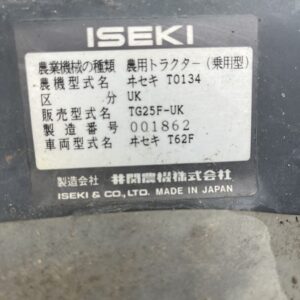 ISEKI
農業機械の種類 農用トラクター(乗用型)
農機型式名 ヰセキ T0134
区分 UK
販売型式名 TG25F-UK
製造番号 001862
車両型式名 ヰセキ T62F
製造会社 井関農機株式会社
ISEKI & CO., LTD. MADE IN JAPAN